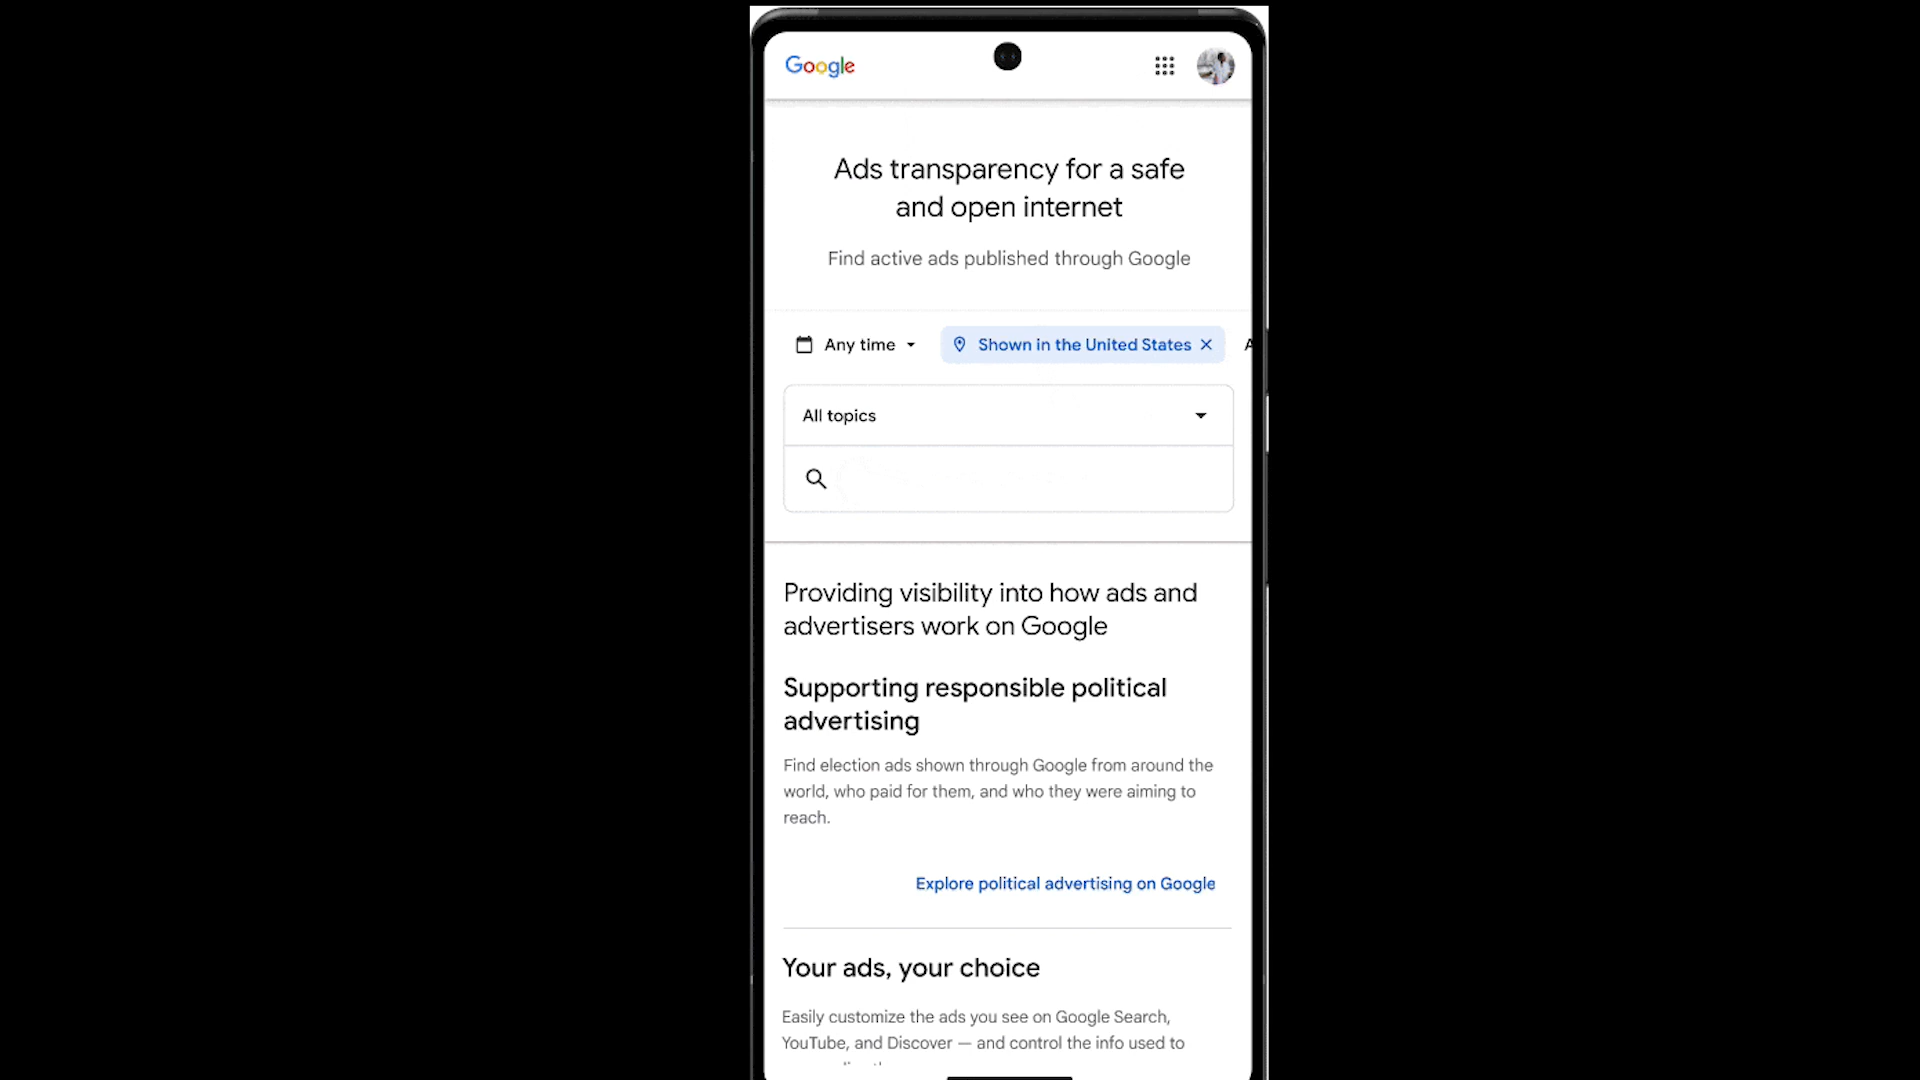 Google
Ads transparency for a safe
and open internet
Find active ads published through Google
Any time
Shown in the United States
All topics
Providing visibility into how ads and
advertisers work on Google
Supporting responsible political
advertising
Find election ads shown through Google from around the
world, who paid for them, and who they were aiming to
reach.
Explore political advertising on Google
Your ads, your choice
Easily customize the ads you see on Google Search,
YouTube, and Discover — and control the info used to